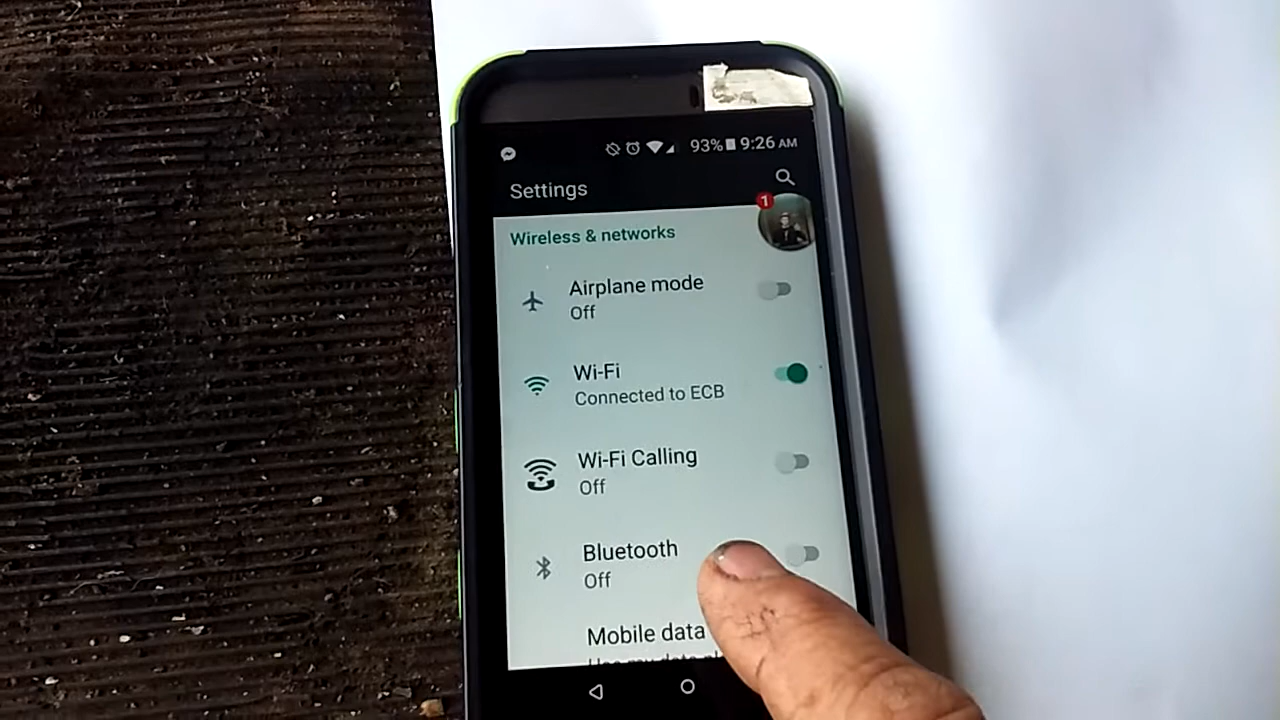 93% 9:26 AM
Settings
1
Wireless & networks
Airplane mode
Off
Wi-Fi
Connected to ECB
Wi-Fi Calling
Off
Bluetooth
Off
Mobile data